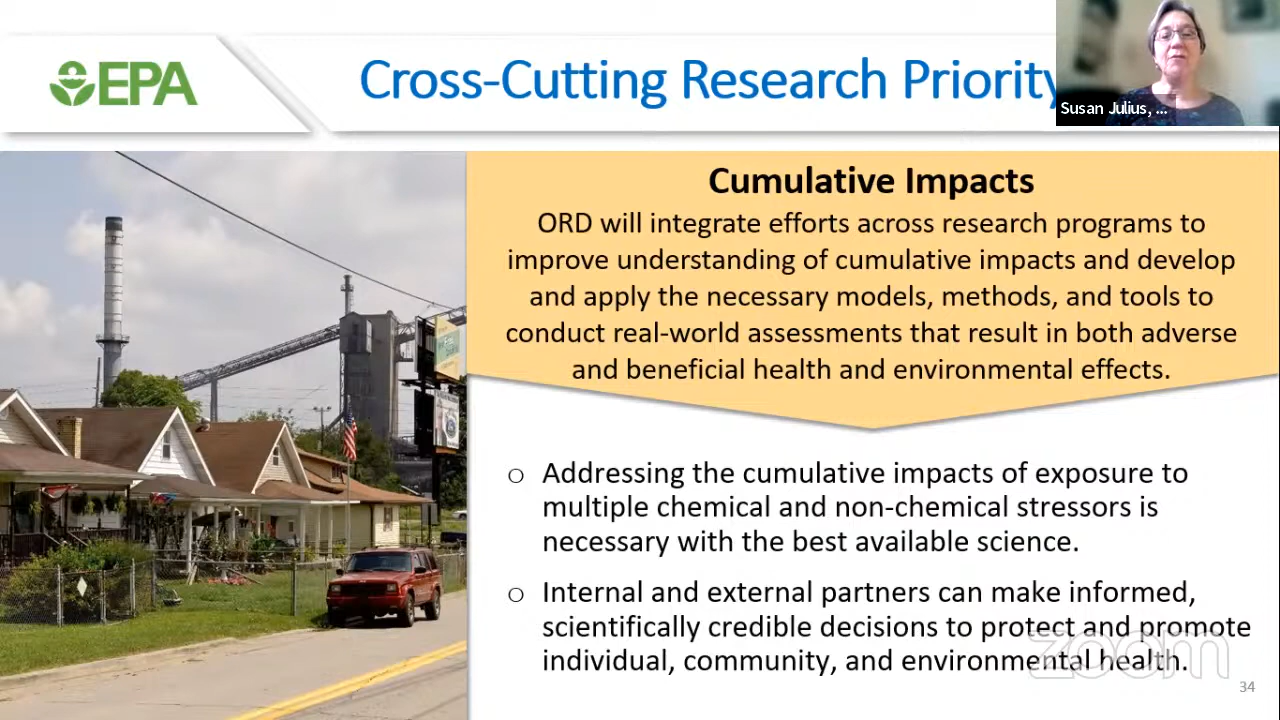 EPA
Cross-Cutting Research Priority
Susan Julius, ...
Cumulative Impacts
ORD will integrate efforts across research programs to
improve understanding of cumulative impacts and develop
and apply the necessary models, methods, and tools to
conduct real-world assessments that result in both adverse
and beneficial health and environmental effects.
o Addressing the cumulative impacts of exposure to
multiple chemical and non-chemical stressors is
necessary with the best available science.
o Internal and external partners can make informed,
scientifically credible decisions to protect and promote
individual, community, and environmental health.
zoom
34